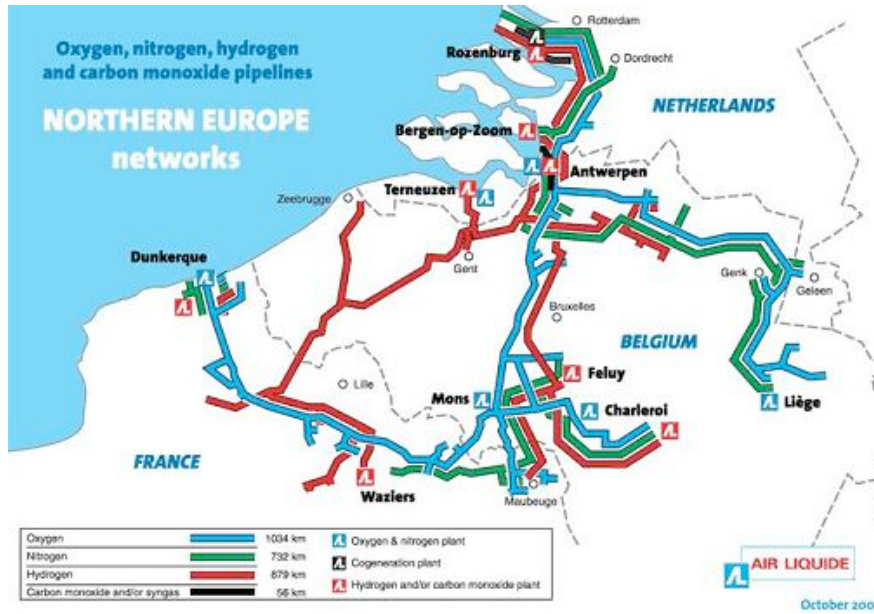 Oxygen, nitrogen, hydrogen
and carbon monoxide pipelines
NORTHERN EUROPE
networks
Rotterdam
Rozenburg
Dordrecht
NETHERLANDS
Bergen-op-Zoom
Antwerpen
Terneuzen
Zeebrugge
Dunkerque
Gent
Genk
Geleen
Bruxelles
BELGIUM
Lille
Mons
Feluy
Charleroi
Liège
FRANCE
Waziers
Maubeuge
Oxygen 1034 km
Nitrogen 732 km
Hydrogen 879 km
Carbon monoxide and/or syngas 56 km
Oxygen & nitrogen plant
Cogeneration plant
Hydrogen and/or carbon monoxide plant
AIR LIQUIDE
October 200